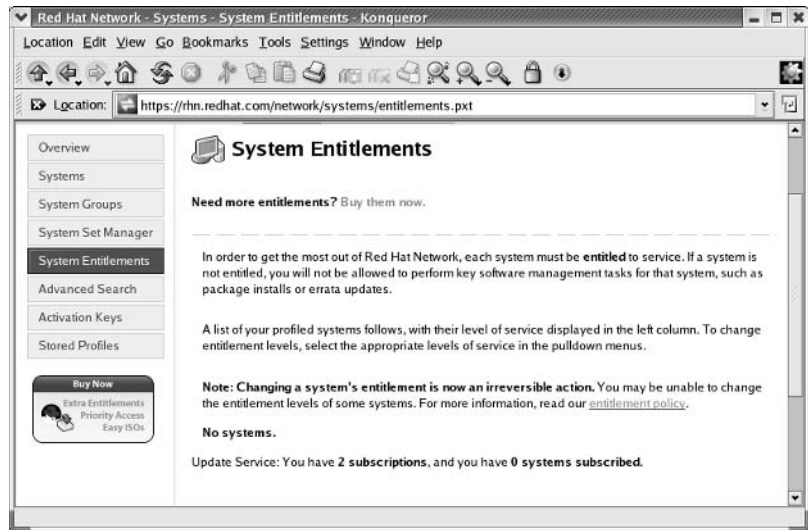 Red Hat Network - Systems - System Entitlements - Konqueror
Location Edit View Go Bookmarks Tools Settings Window Help
Location: https://rhn.redhat.com/network/systems/entitlements.pxt
Overview
Systems
System Groups
System Set Manager
System Entitlements
Advanced Search
Activation Keys
Stored Profiles
Buy Now
Extra Entitlements
Priority Access
Easy ISOs
System Entitlements
Need more entitlements? Buy them now.
In order to get the most out of Red Hat Network, each system must be entitled to service. If a system is
not entitled, you will not be allowed to perform key software management tasks for that system, such as
package installs or errata updates.
A list of your profiled systems follows, with their level of service displayed in the left column. To change
entitlement levels, select the appropriate levels of service in the pulldown menus.
Note: Changing a system's entitlement is now an irreversible action. You may be unable to change
the entitlement levels of some systems. For more information, read our entitlement policy.
No systems.
Update Service: You have 2 subscriptions, and you have 0 systems subscribed.